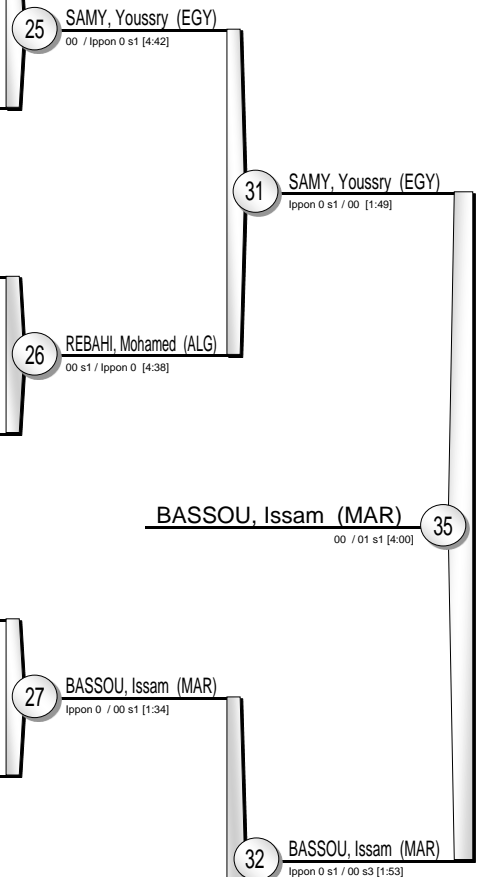 25
SAMY, Youssry (EGY)
00 / Ippon 0 s1 [4:42]
31
SAMY, Youssry (EGY)
Ippon 0 s1 / 00 [1:49]
26
REBAHI, Mohamed (ALG)
00 s1 / Ippon 0 [4:38]
BASSOU, Issam (MAR)
35
00 / 01 s1 [4:00]
27
BASSOU, Issam (MAR)
Ippon 0 / 00 s1 [1:34]
32
BASSOU, Issam (MAR)
Ippon 0 s1 / 00 s3 [1:53]